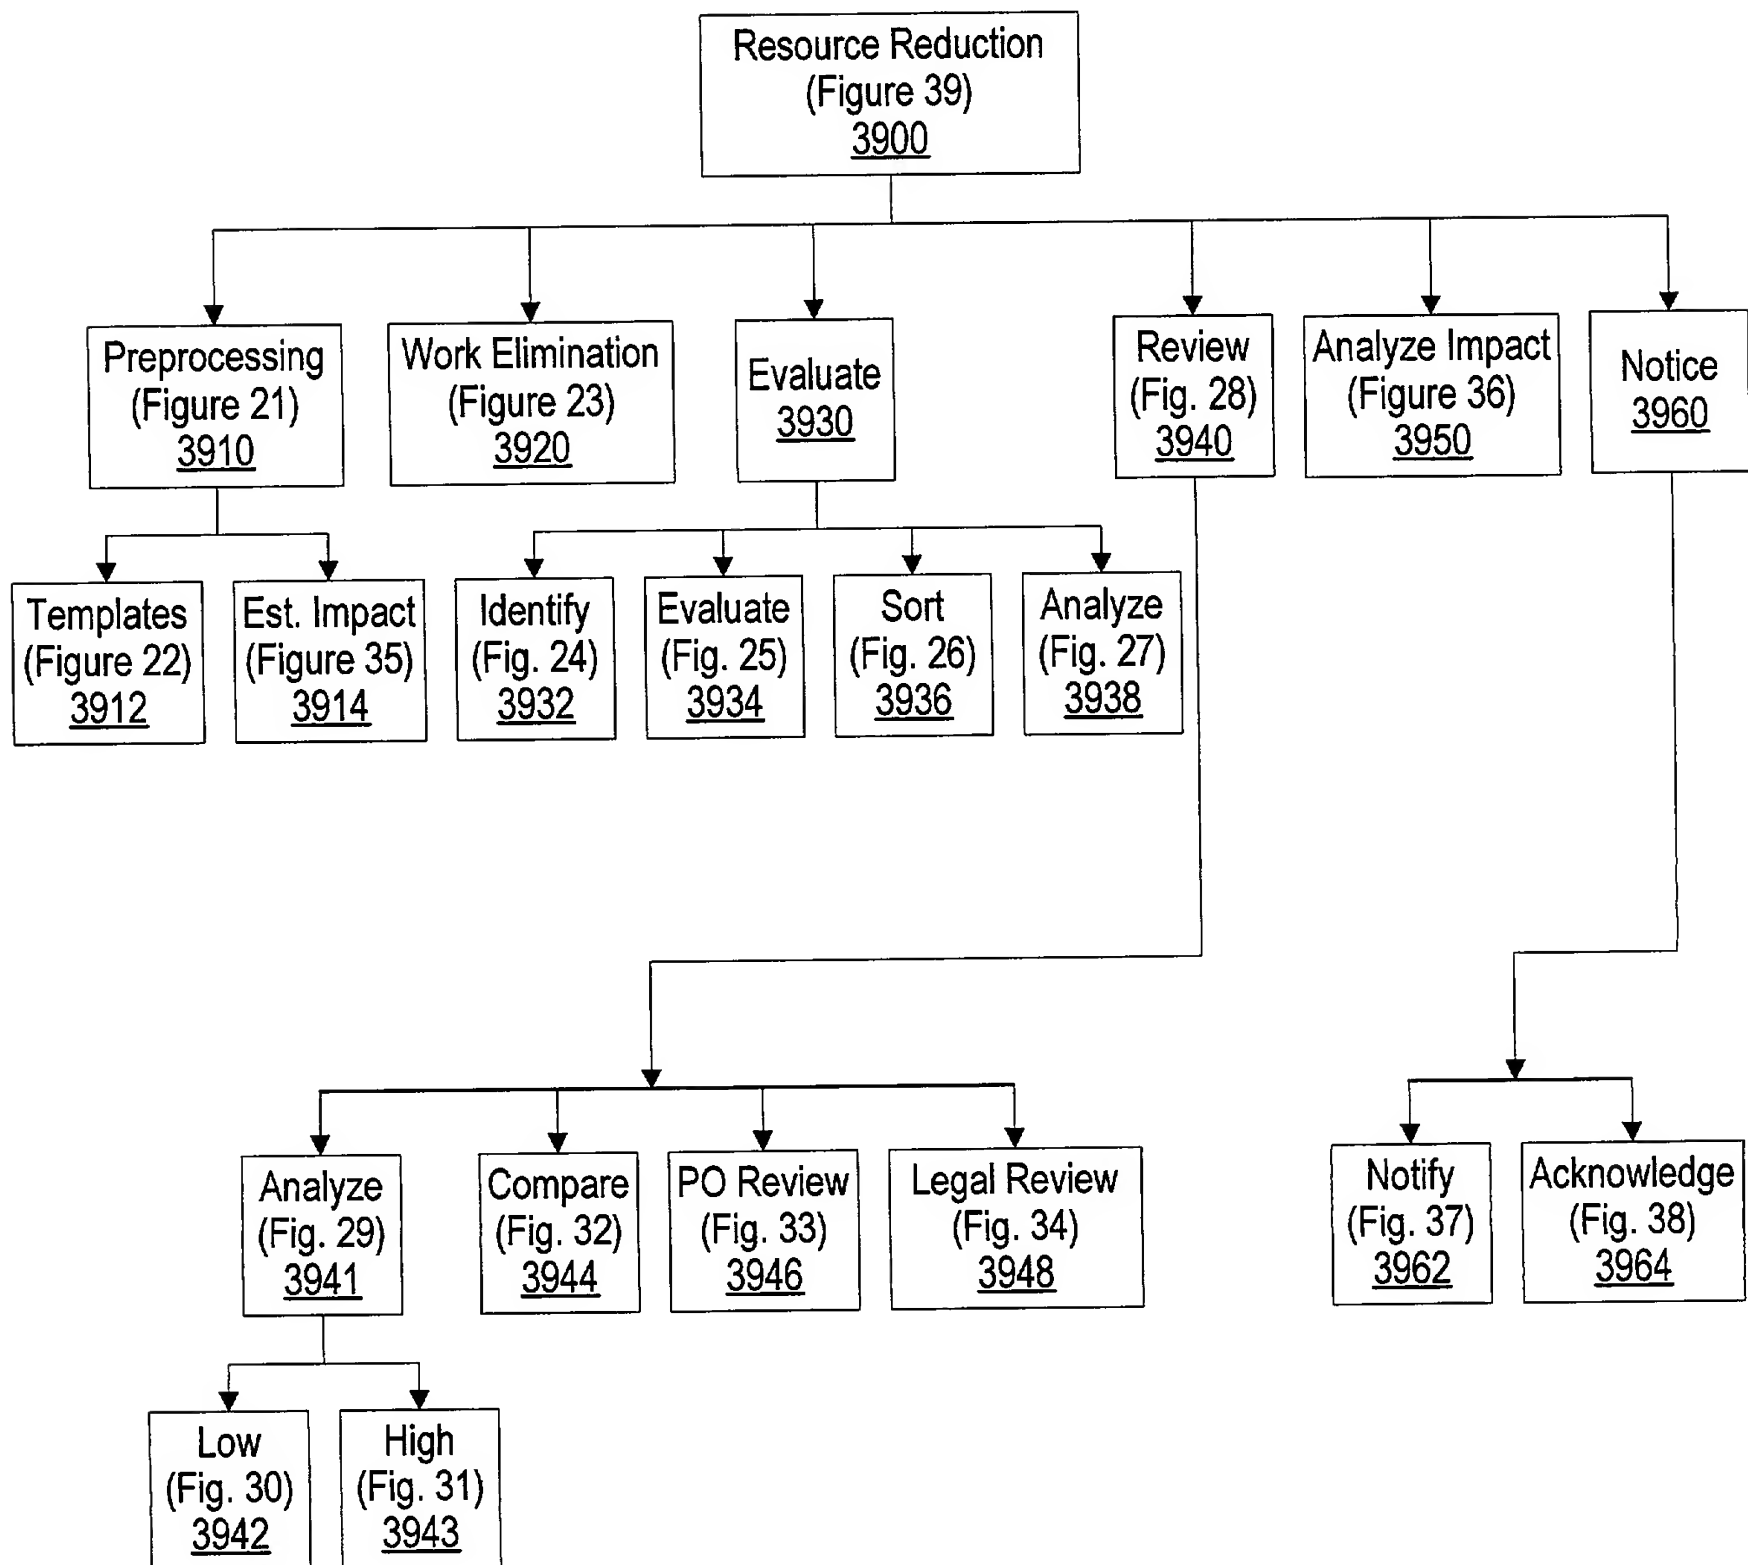 Resource Reduction
(Figure 39)
3900
Preprocessing
(Figure 21)
3910
Work Elimination
(Figure 23)
3920
Evaluate
3930
Review
(Fig. 28)
3940
Analyze Impact
(Figure 36)
3950
Notice
3960
Templates
(Figure 22)
3912
Est. Impact
(Figure 35)
3914
Identify
(Fig. 24)
3932
Evaluate
(Fig. 25)
3934
Sort
(Fig. 26)
3936
Analyze
(Fig. 27)
3938
Analyze
(Fig. 29)
3941
Compare
(Fig. 32)
3944
PO Review
(Fig. 33)
3946
Legal Review
(Fig. 34)
3948
Notify
(Fig. 37)
3962
Acknowledge
(Fig. 38)
3964
Low
(Fig. 30)
3942
High
(Fig. 31)
3943